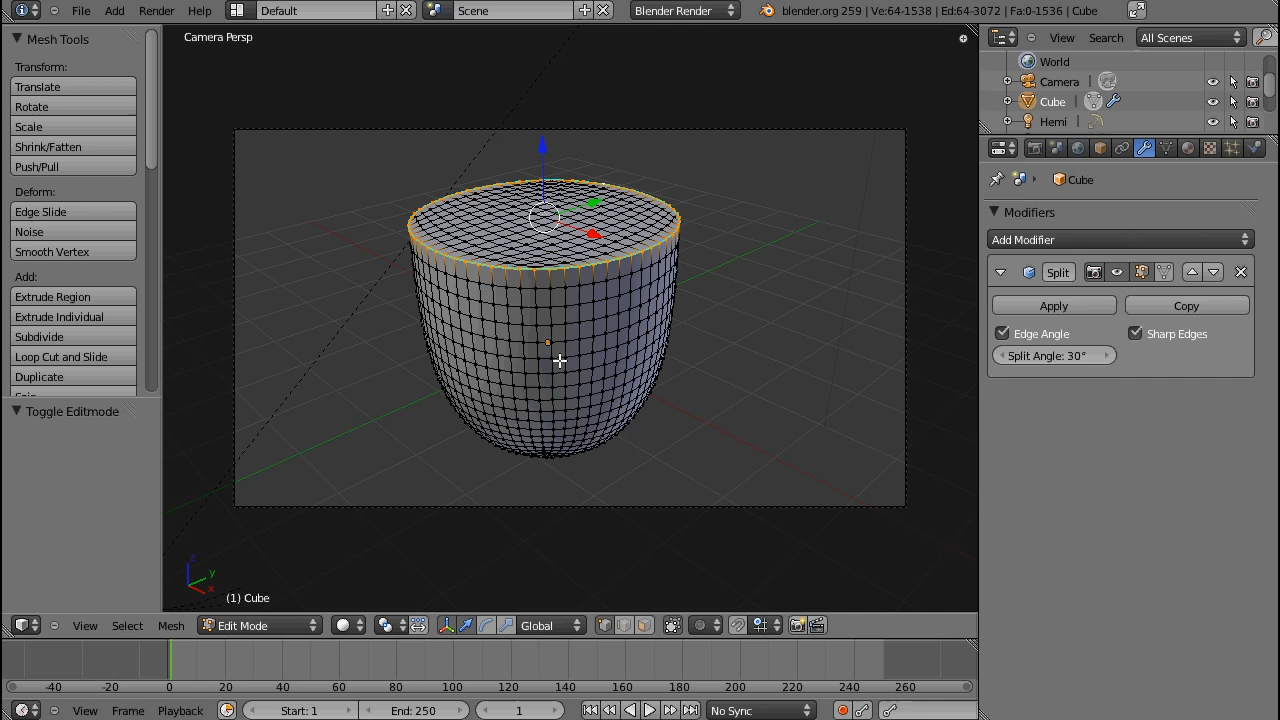 File Add Render Help Default Scene Blender Render blender.org 259 | Ve:64-1538 | Ed:64-3072 | Fa:0-1536 | Cube
Mesh Tools
Transform:
Translate
Rotate
Scale
Shrink/Fatten
Push/Pull
Deform:
Edge Slide
Noise
Smooth Vertex
Add:
Extrude Region
Extrude Individual
Subdivide
Loop Cut and Slide
Duplicate
Toggle Editmode
Camera Persp
z
y
x
(1) Cube
View Search All Scenes
World
Camera
Cube
Hemi
Cube
Modifiers
Add Modifier
Split
Apply Copy
Edge Angle Sharp Edges
Split Angle: 30°
View Select Mesh Edit Mode Global
-40 -20 0 20 40 60 80 100 120 140 160 180 200 220 240 260
View Frame Playback Start: 1 End: 250 1 No Sync